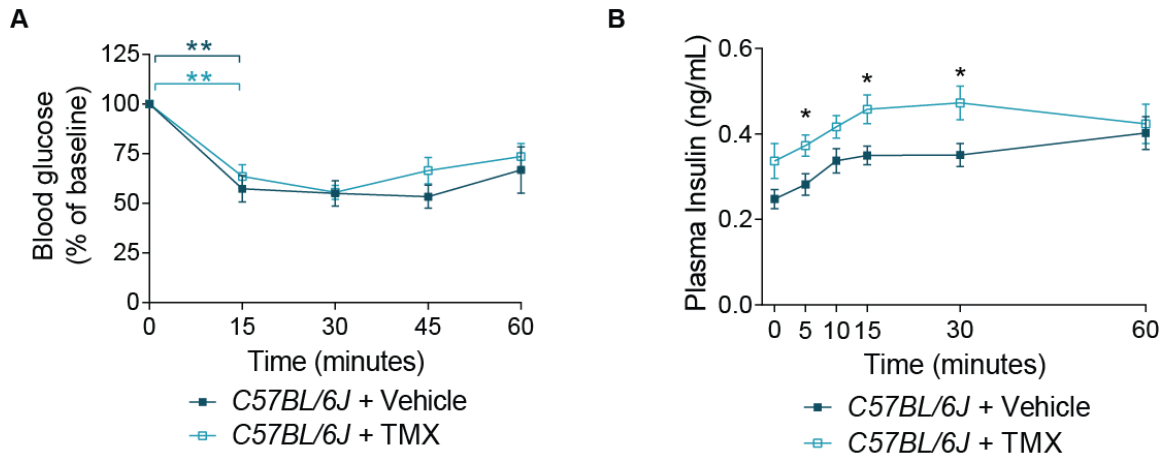 A
Blood glucose
(% of baseline)
125
100
75
50
25
0
**
**
0 15 30 45 60
Time (minutes)
C57BL/6J + Vehicle
C57BL/6J + TMX
B
Plasma Insulin (ng/mL)
0.6
0.4
0.2
0.0
* * *
0 5 10 15 30 60
Time (minutes)
C57BL/6J + Vehicle
C57BL/6J + TMX